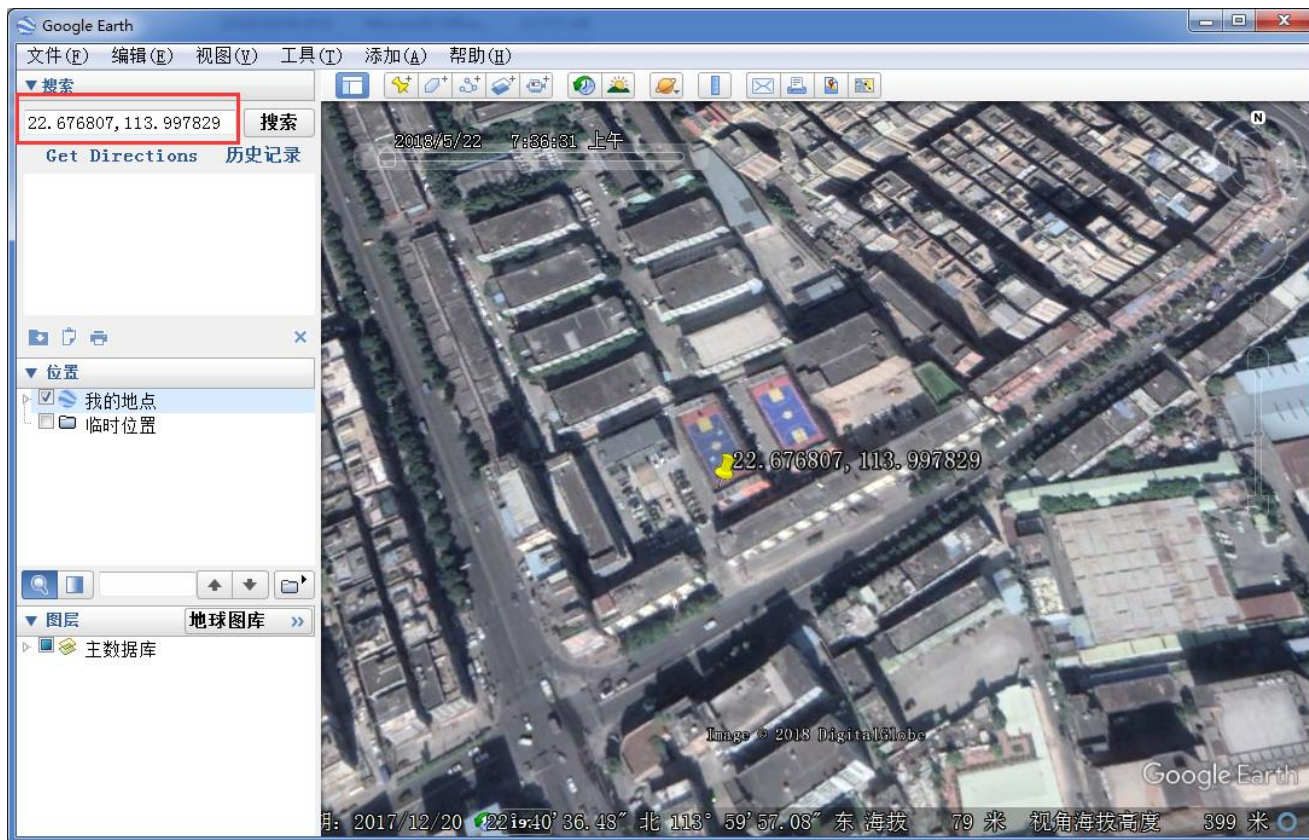 Google Earth
文件(F) 编辑(E) 视图(V) 工具(T) 添加(A) 帮助(H)
▼搜索
22.676807,113.997829 搜索
Get Directions 历史记录
▼ 位置
我的地点
临时位置
▼ 图层 地球图库 »
主数据库
2018/5/22 7:36:31 上午
N
22.676807,113.997829
Image © 2018 DigitalGlobe
Google Earth
期: 2017/12/20 22° 40'36.48" 北 113° 59'57.08" 东 海拔 79 米 视角海拔高度 399 米